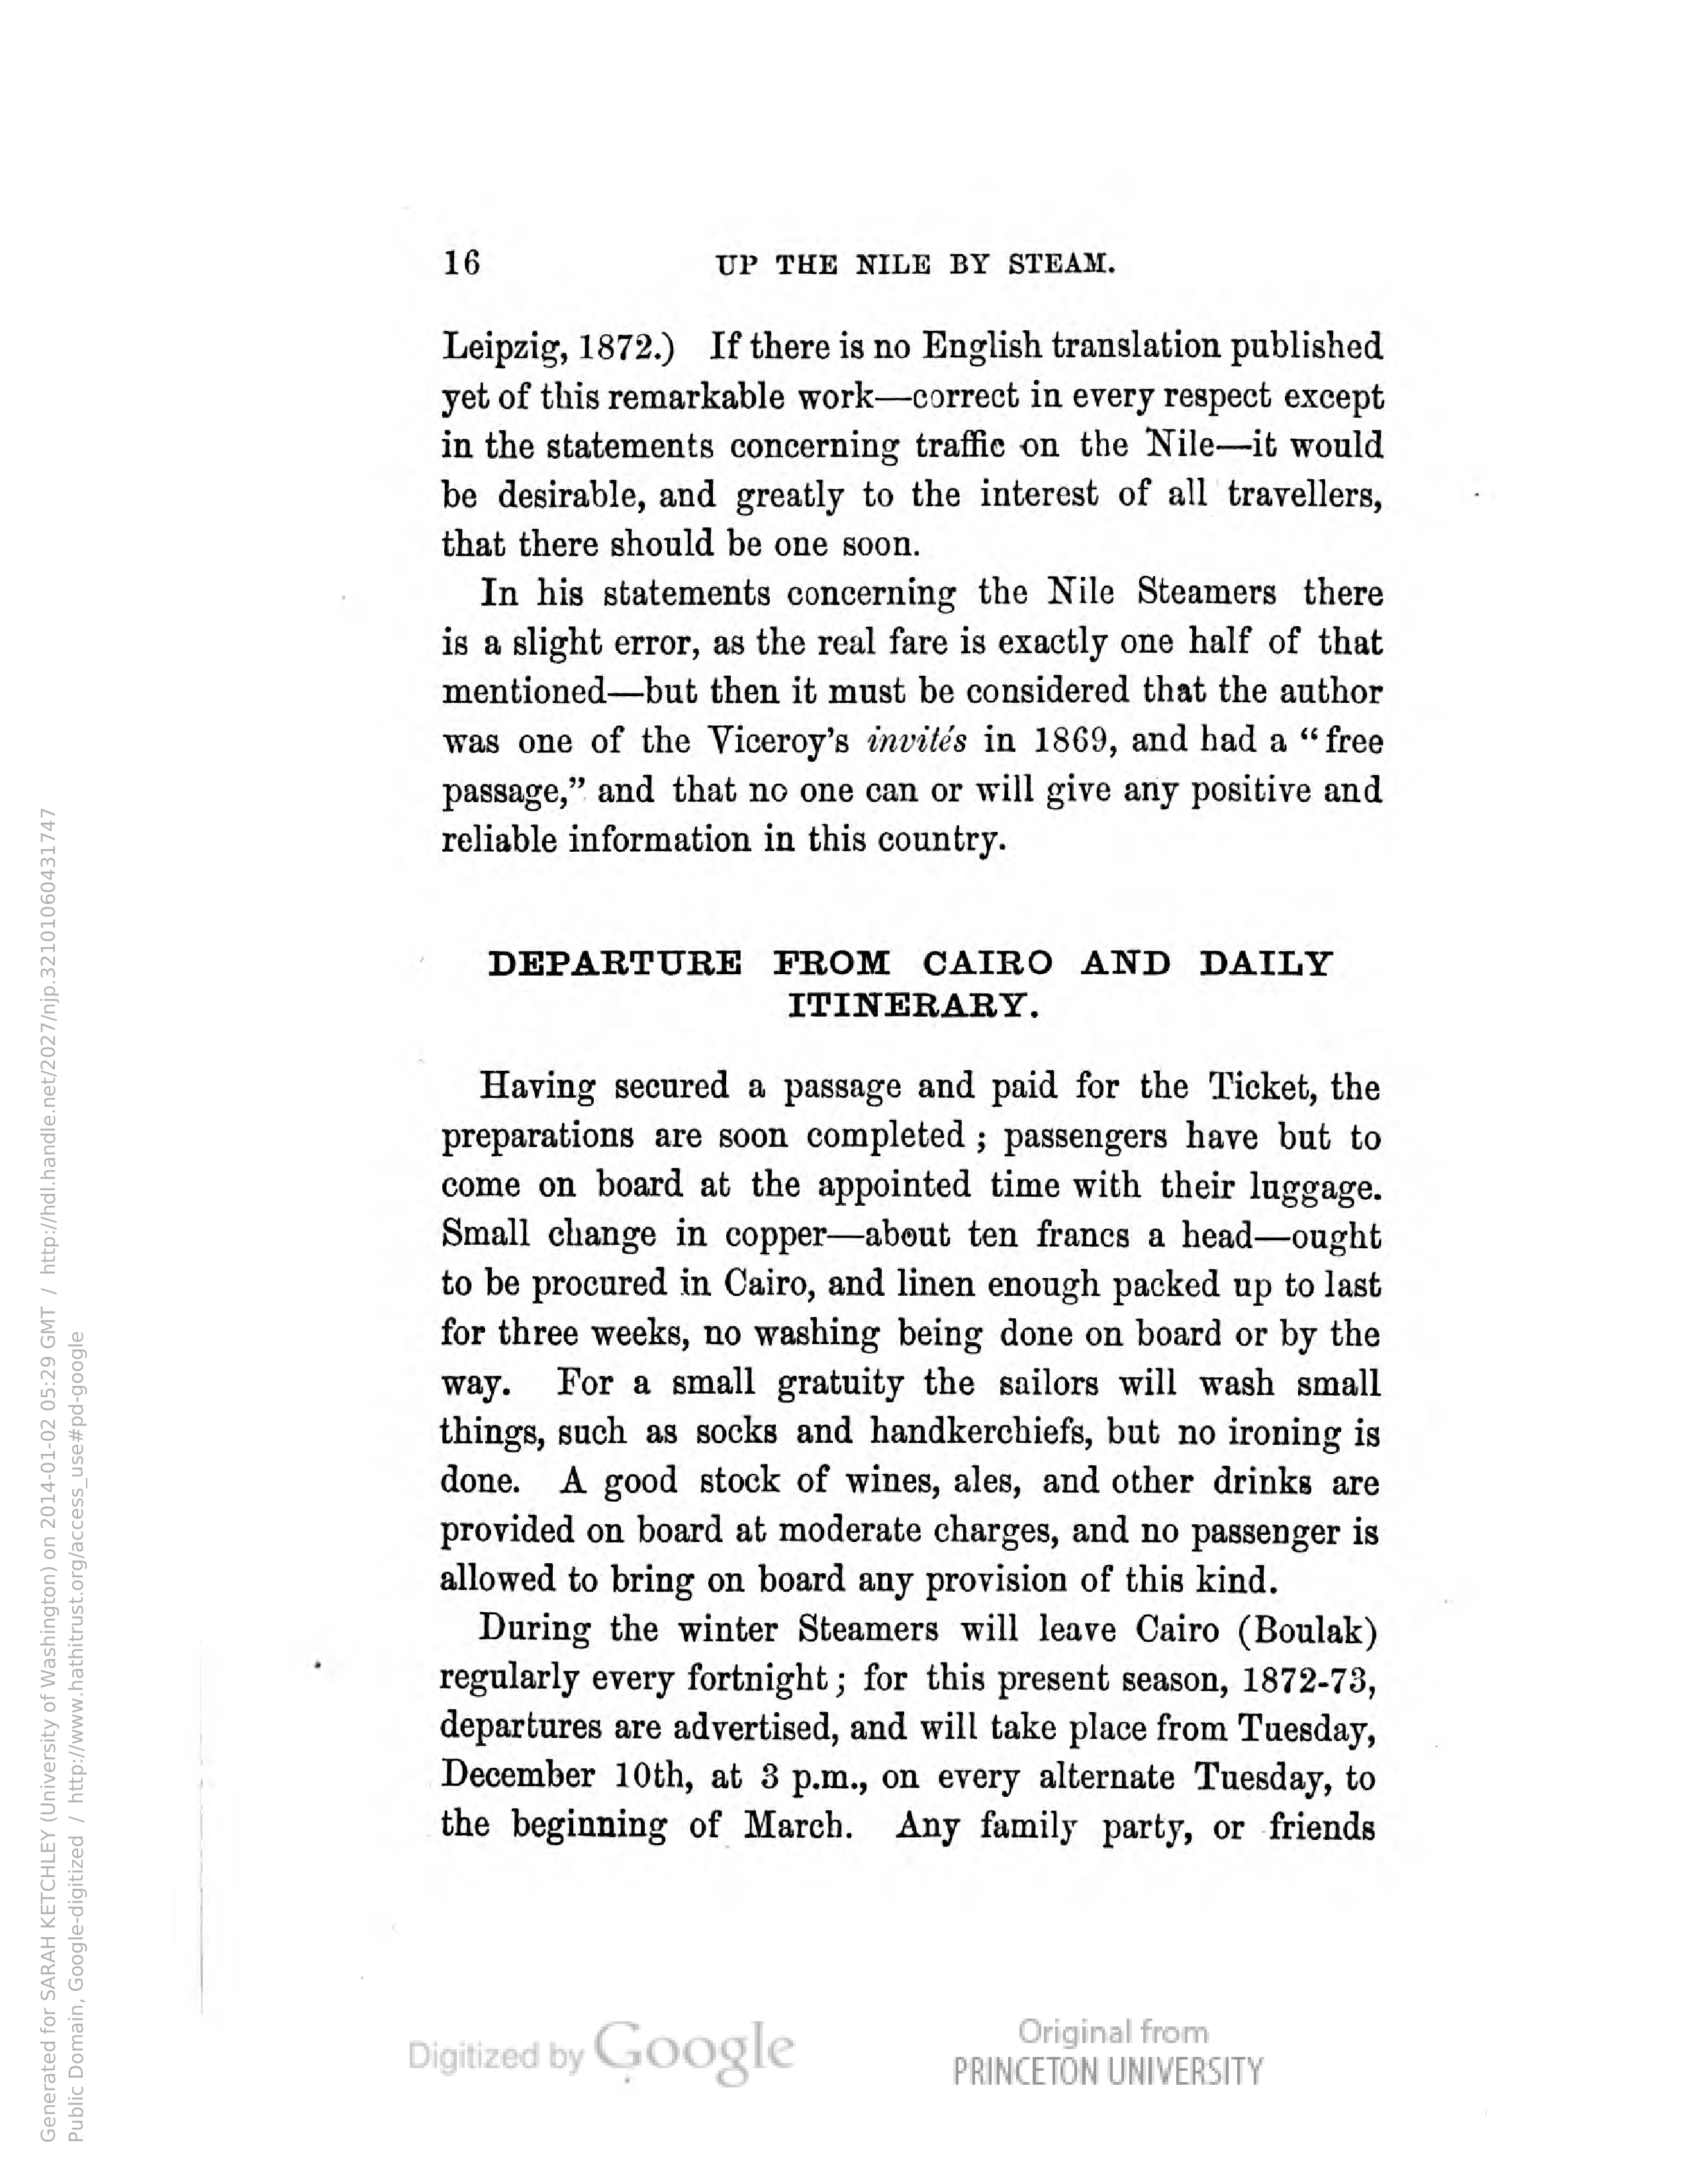 16 UP THE NILE BY STEAM.
Leipzig, 1872.) If there is no English translation published
yet of this remarkable work—correct in every respect except
in the statements concerning traffic on the Nile—it would
be desirable, and greatly to the interest of all travellers,
that there should be one soon.
In his statements concerning the Nile Steamers there
is a slight error, as the real fare is exactly one half of that
mentioned—but then it must be considered that the author
was one of the Viceroy's invités in 1869, and had a "free
passage," and that no one can or will give any positive and
reliable information in this country.
DEPARTURE FROM CAIRO AND DAILY
ITINERARY.
Having secured a passage and paid for the Ticket, the
preparations are soon completed; passengers have but to
come on board at the appointed time with their luggage.
Small change in copper—about ten francs a head—ought
to be procured in Cairo, and linen enough packed up to last
for three weeks, no washing being done on board or by the
way. For a small gratuity the sailors will wash small
things, such as socks and handkerchiefs, but no ironing is
done. A good stock of wines, ales, and other drinks are
provided on board at moderate charges, and no passenger is
allowed to bring on board any provision of this kind.
During the winter Steamers will leave Cairo (Boulak)
regularly every fortnight; for this present season, 1872-73,
departures are advertised, and will take place from Tuesday,
December 10th, at 3 p.m., on every alternate Tuesday, to
the beginning of March. Any family party, or friends
Digitized by Google
Original from
PRINCETON UNIVERSITY
Generated for SARAH KETCHLEY (University of Washington) on 2014-01-02 05:29 GMT / http://hdl.handle.net/2027/njp.32101060431747
Public Domain, Google-digitized / http://www.hathitrust.org/access_use#pd-google